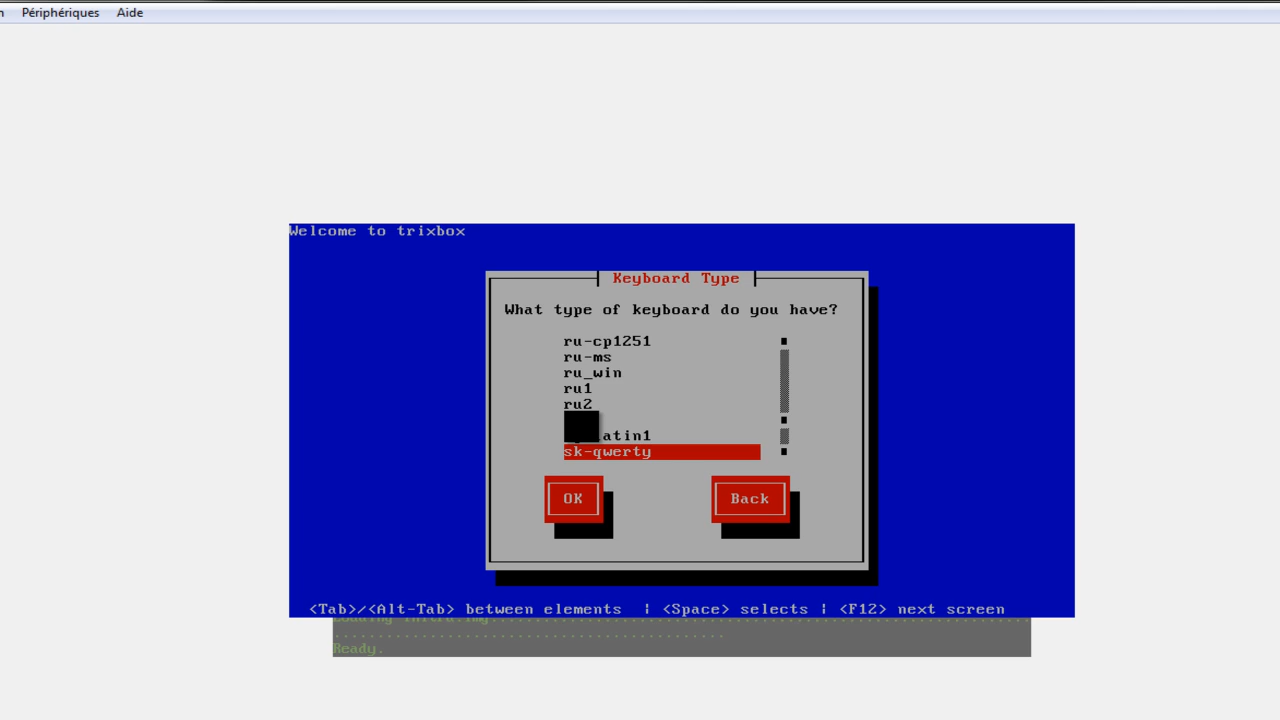 Périphériques Aide
Welcome to trixbox
Keyboard Type
What type of keyboard do you have?
ru-cp1251
ru-ms
ru_win
ru1
ru2
sk-qwerty
OK Back
<Tab>/<Alt-Tab> between elements | <Space> selects | <F12> next screen
Ready.